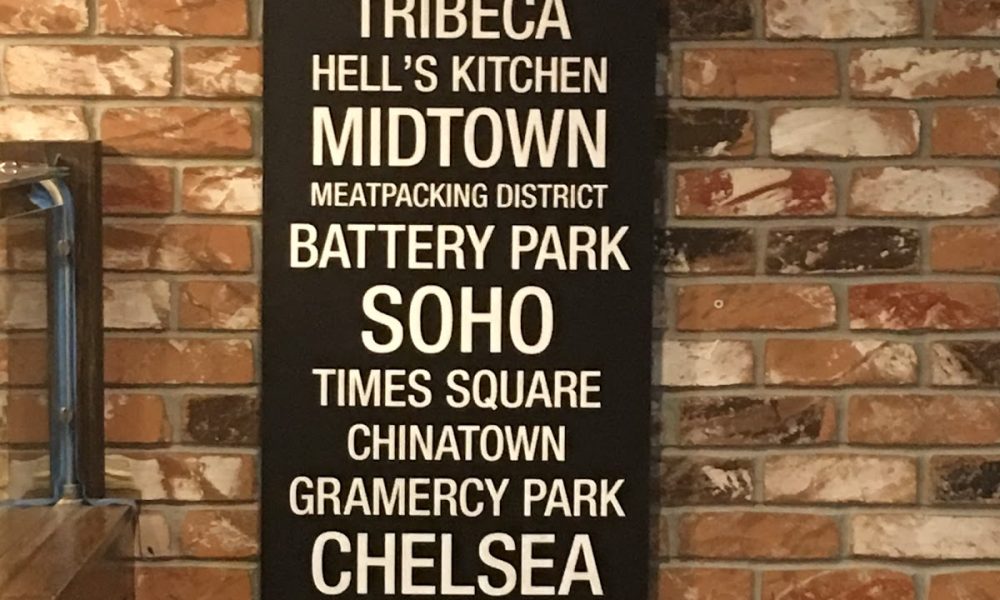 TRIBECA
HELL'S KITCHEN
MIDTOWN
MEATPACKING DISTRICT
BATTERY PARK
SOHO
TIMES SQUARE
CHINATOWN
GRAMERCY PARK
CHELSEA